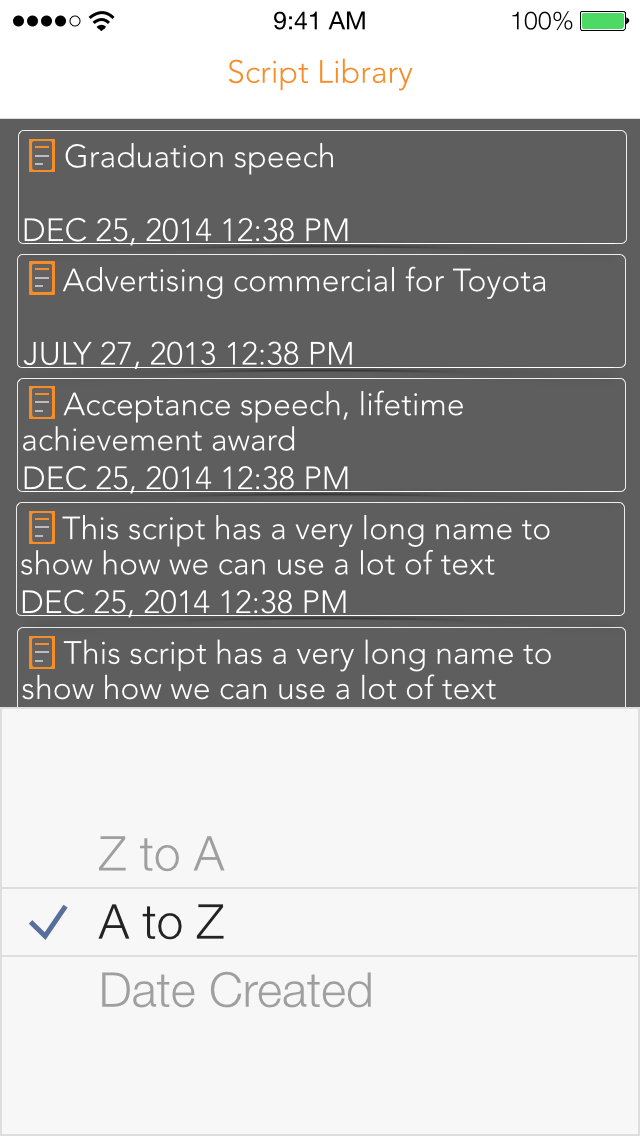 9:41 AM 100%
Script Library
Graduation speech
DEC 25, 2014 12:38 PM
Advertising commercial for Toyota
JULY 27, 2013 12:38 PM
Acceptance speech, lifetime
achievement award
DEC 25, 2014 12:38 PM
This script has a very long name to
show how we can use a lot of text
DEC 25, 2014 12:38 PM
This script has a very long name to
show how we can use a lot of text
Z to A
A to Z
Date Created